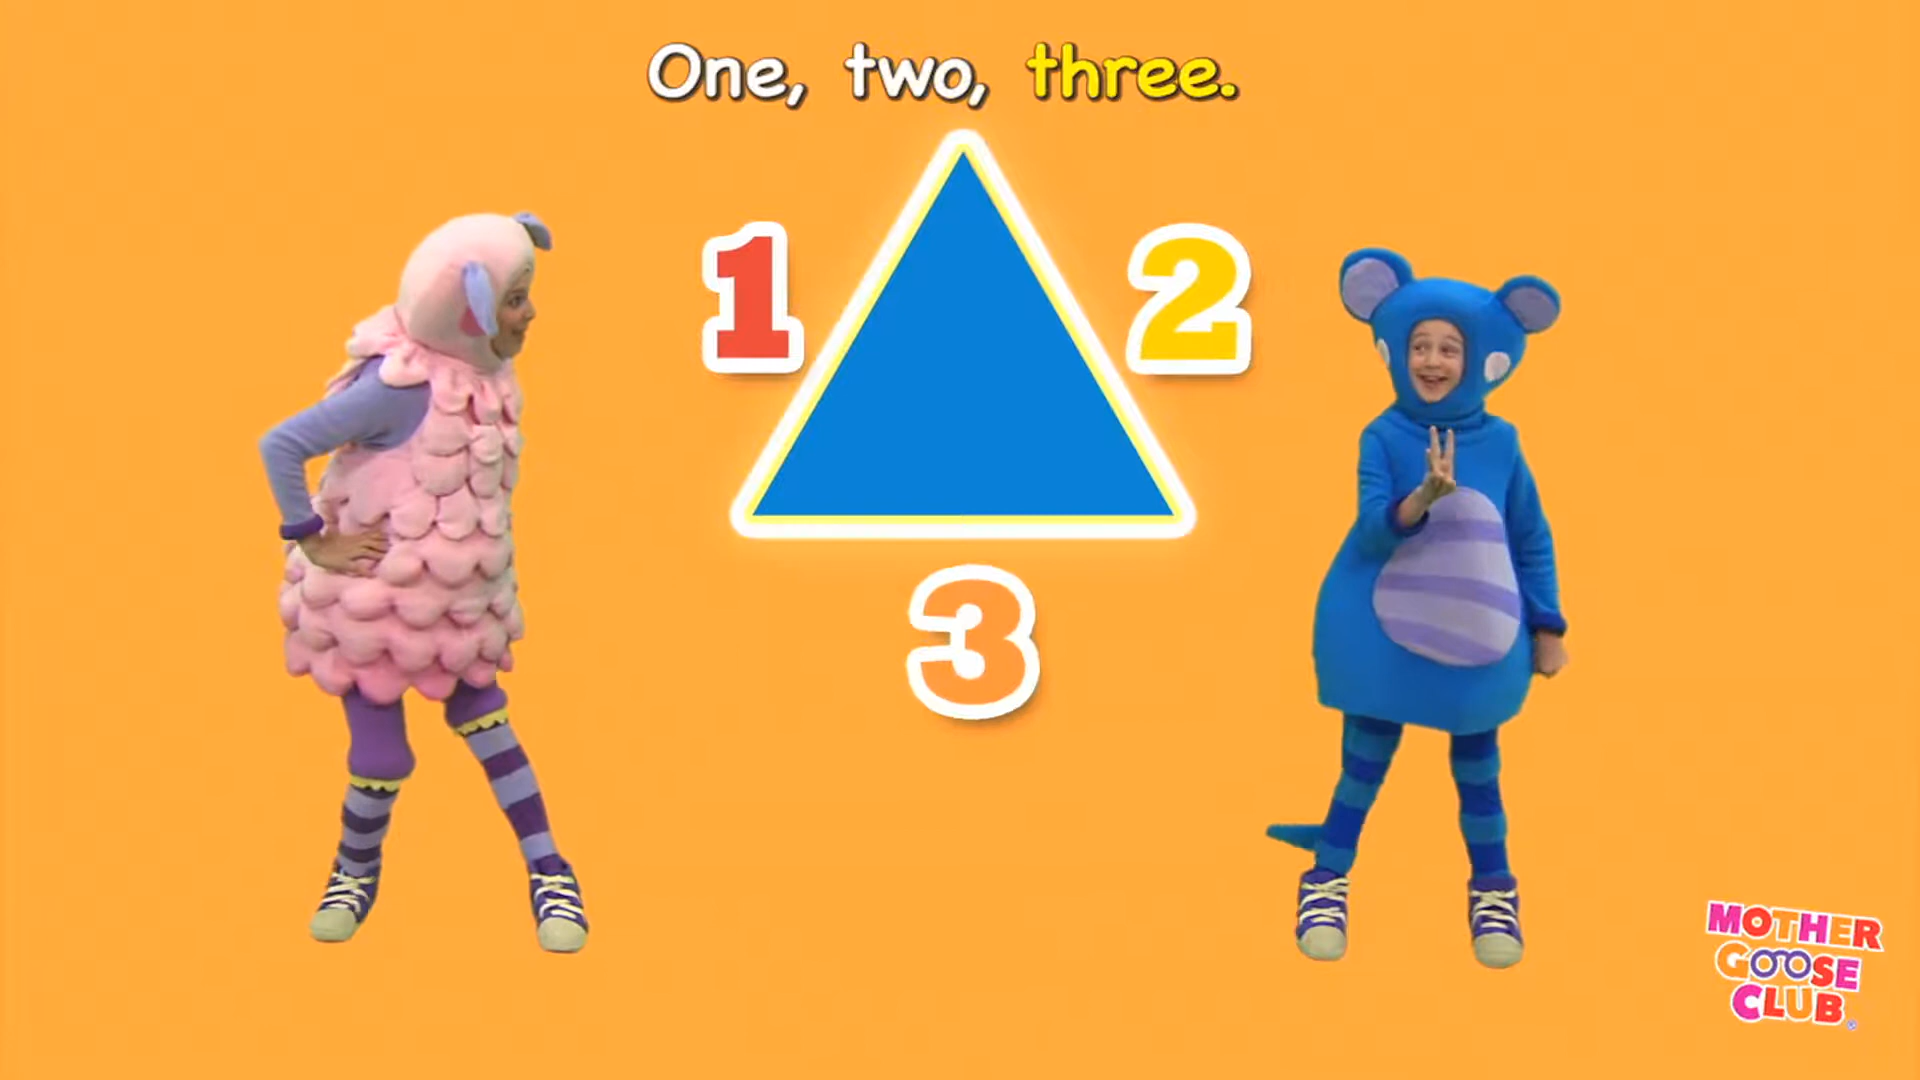 One, two, three.
1
2
3
MOTHER
GOOSE
CLUB